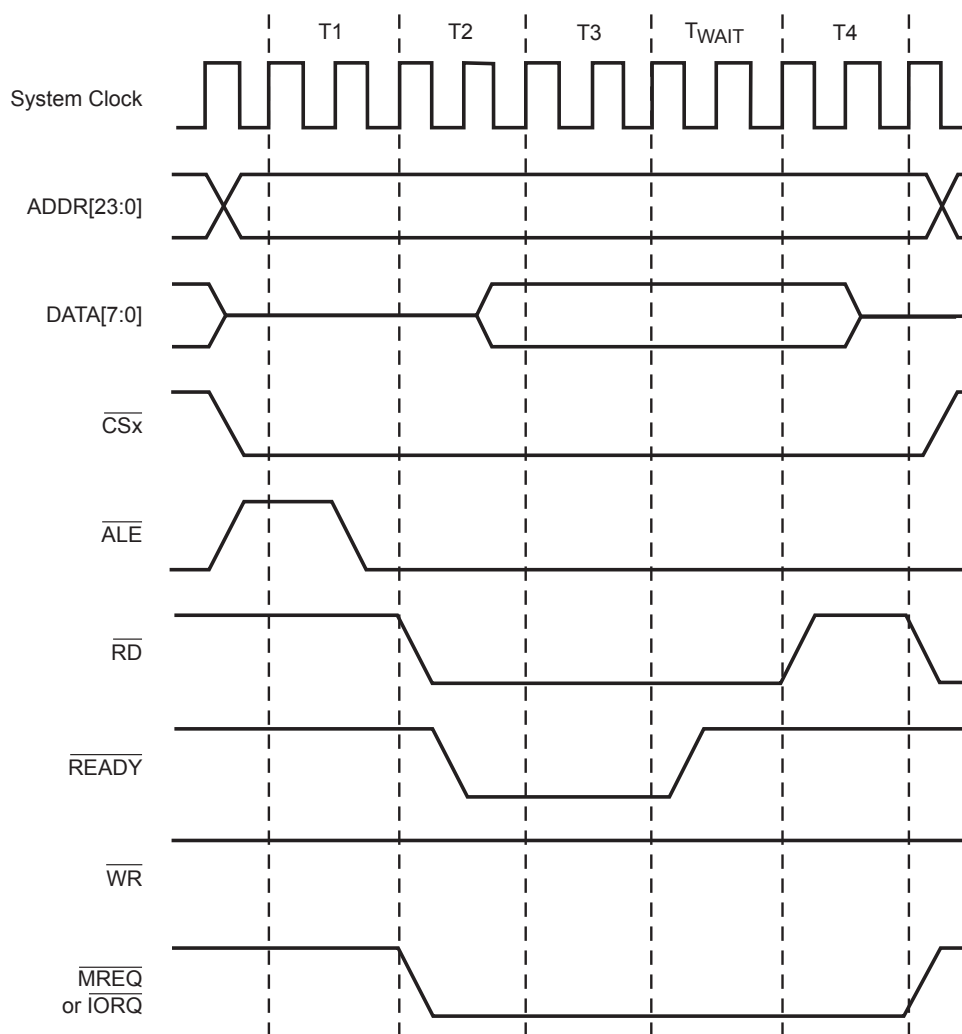 T1 T2 T3 TWAIT T4
System Clock
ADDR[23:0]
DATA[7:0]
CSx
ALE
RD
READY
WR
MREQ
or IORQ